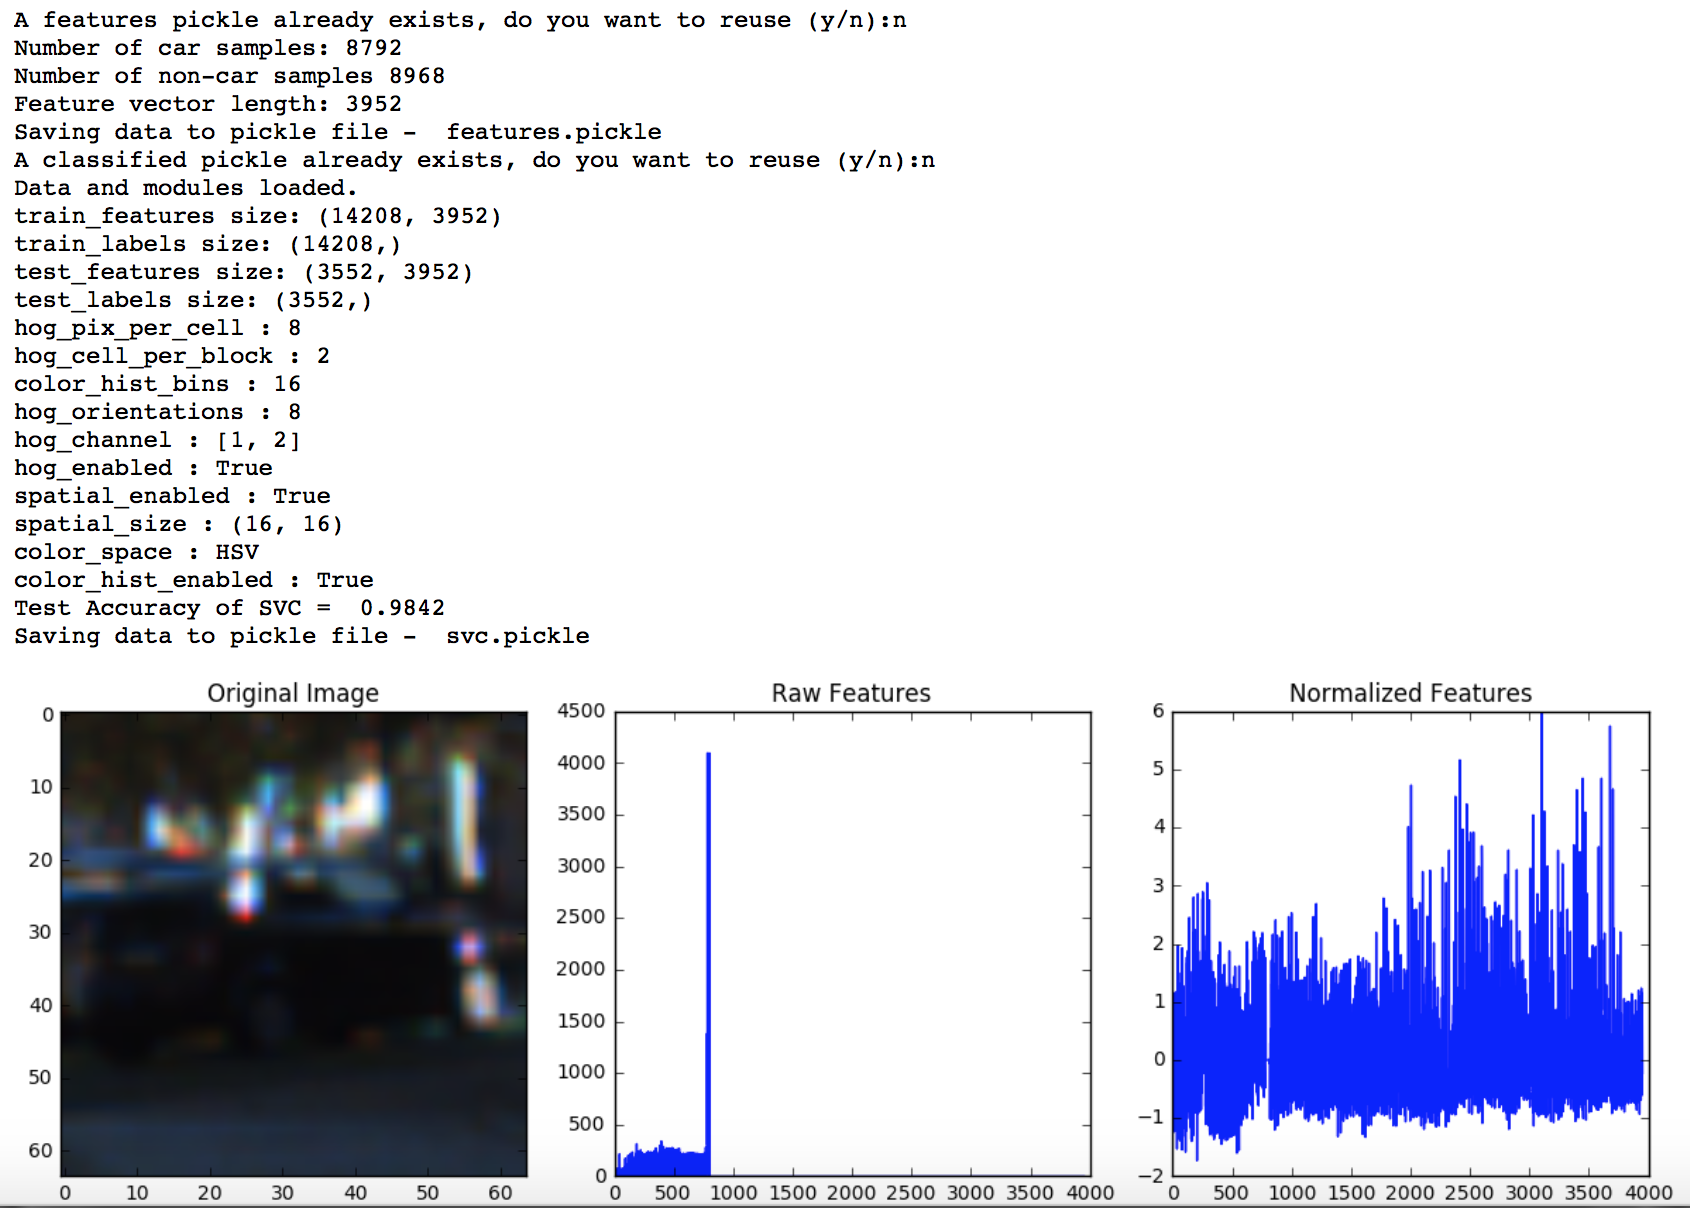 A features pickle already exists, do you want to reuse (y/n):n
Number of car samples: 8792
Number of non-car samples 8968
Feature vector length: 3952
Saving data to pickle file -  features.pickle
A classified pickle already exists, do you want to reuse (y/n):n
Data and modules loaded.
train_features size: (14208, 3952)
train_labels size: (14208,)
test_features size: (3552, 3952)
test_labels size: (3552,)
hog_pix_per_cell : 8
hog_cell_per_block : 2
color_hist_bins : 16
hog_orientations : 8
hog_channel : [1, 2]
hog_enabled : True
spatial_enabled : True
spatial_size : (16, 16)
color_space : HSV
color_hist_enabled : True
Test Accuracy of SVC =  0.9842
Saving data to pickle file -  svc.pickle
Original Image
0
10
20
30
40
50
60
0 10 20 30 40 50 60
Raw Features
4500
4000
3500
3000
2500
2000
1500
1000
500
0
0 500 1000 1500 2000 2500 3000 3500 4000
Normalized Features
6
5
4
3
2
1
0
−1
−2
0 500 1000 1500 2000 2500 3000 3500 4000